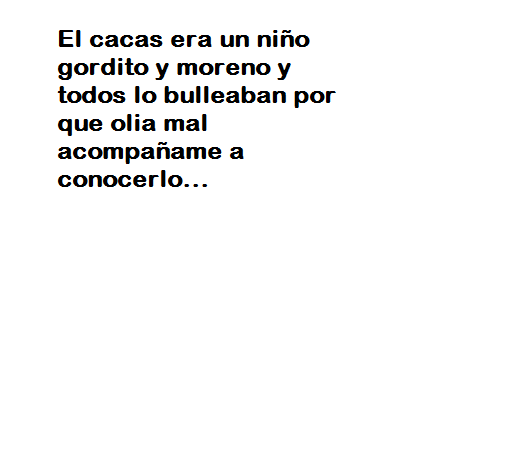 El cacas era un niño
gordito y moreno y
todos lo bulleaban por
que olia mal
acompañame a
conocerlo...